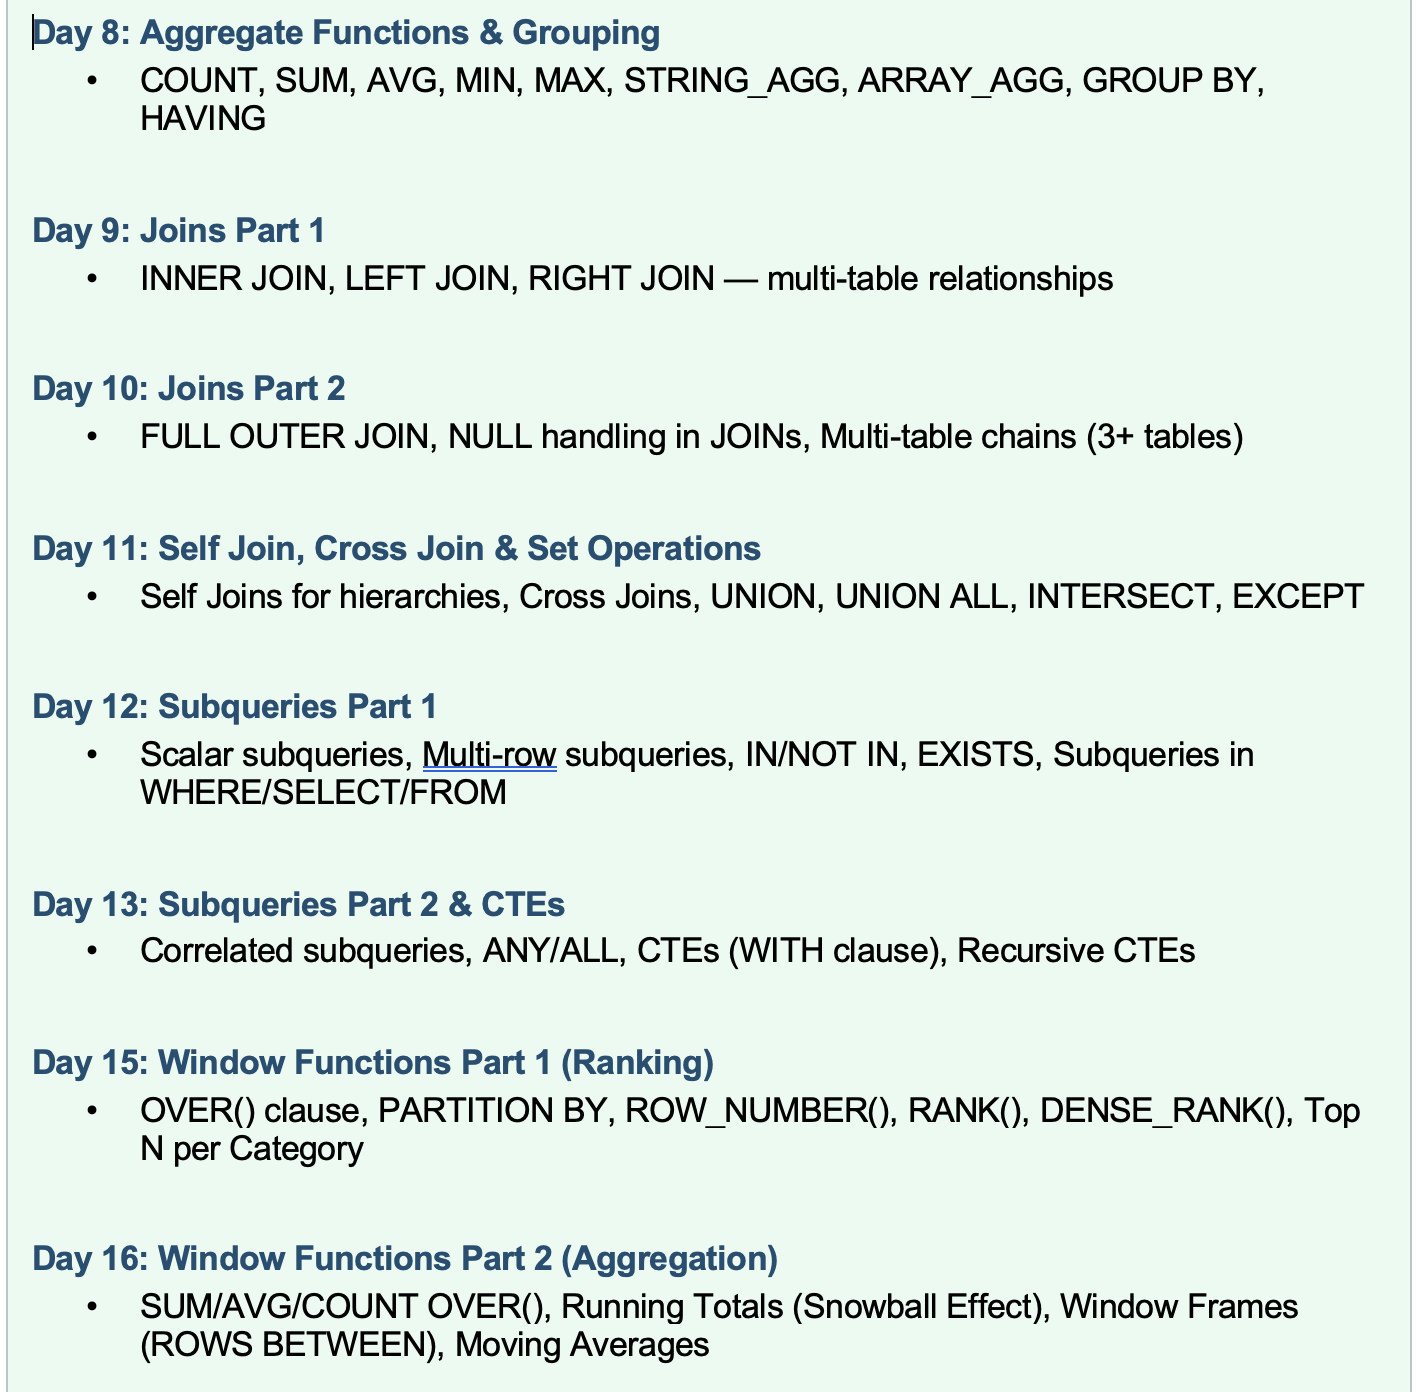 Day 8: Aggregate Functions & Grouping
• COUNT, SUM, AVG, MIN, MAX, STRING_AGG, ARRAY_AGG, GROUP BY,
HAVING
Day 9: Joins Part 1
• INNER JOIN, LEFT JOIN, RIGHT JOIN — multi-table relationships
Day 10: Joins Part 2
• FULL OUTER JOIN, NULL handling in JOINs, Multi-table chains (3+ tables)
Day 11: Self Join, Cross Join & Set Operations
• Self Joins for hierarchies, Cross Joins, UNION, UNION ALL, INTERSECT, EXCEPT
Day 12: Subqueries Part 1
• Scalar subqueries, Multi-row subqueries, IN/NOT IN, EXISTS, Subqueries in
WHERE/SELECT/FROM
Day 13: Subqueries Part 2 & CTEs
• Correlated subqueries, ANY/ALL, CTEs (WITH clause), Recursive CTEs
Day 15: Window Functions Part 1 (Ranking)
• OVER() clause, PARTITION BY, ROW_NUMBER(), RANK(), DENSE_RANK(), Top
N per Category
Day 16: Window Functions Part 2 (Aggregation)
• SUM/AVG/COUNT OVER(), Running Totals (Snowball Effect), Window Frames
(ROWS BETWEEN), Moving Averages